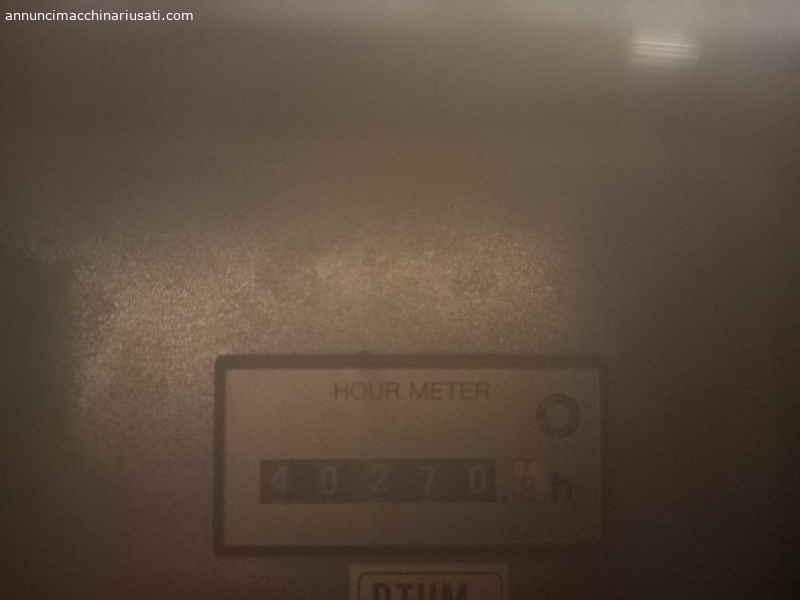 annuncimacchinariusati.com
HOUR METER
40270. h